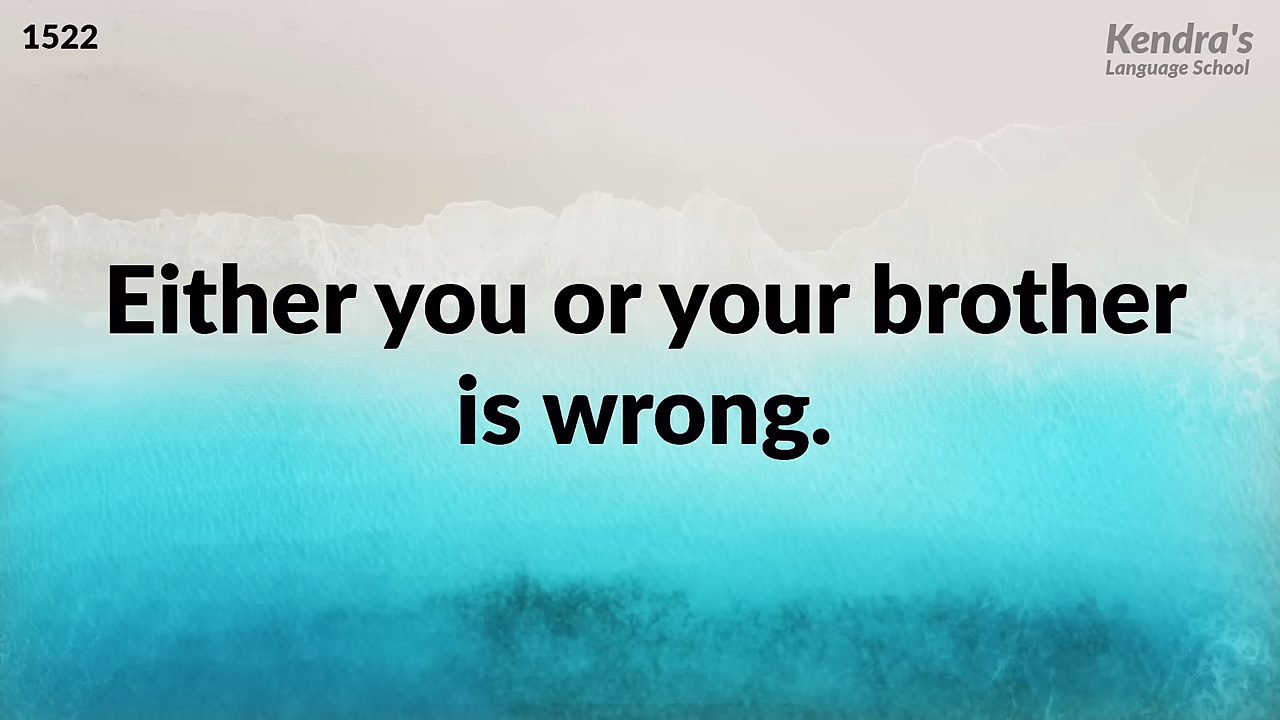 1522
Kendra's
Language School
Either you or your brother
is wrong.